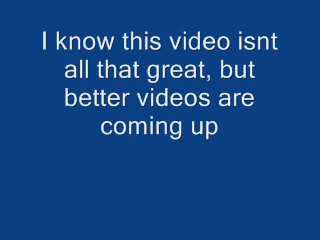 I know this video isnt
all that great, but
better videos are
coming up